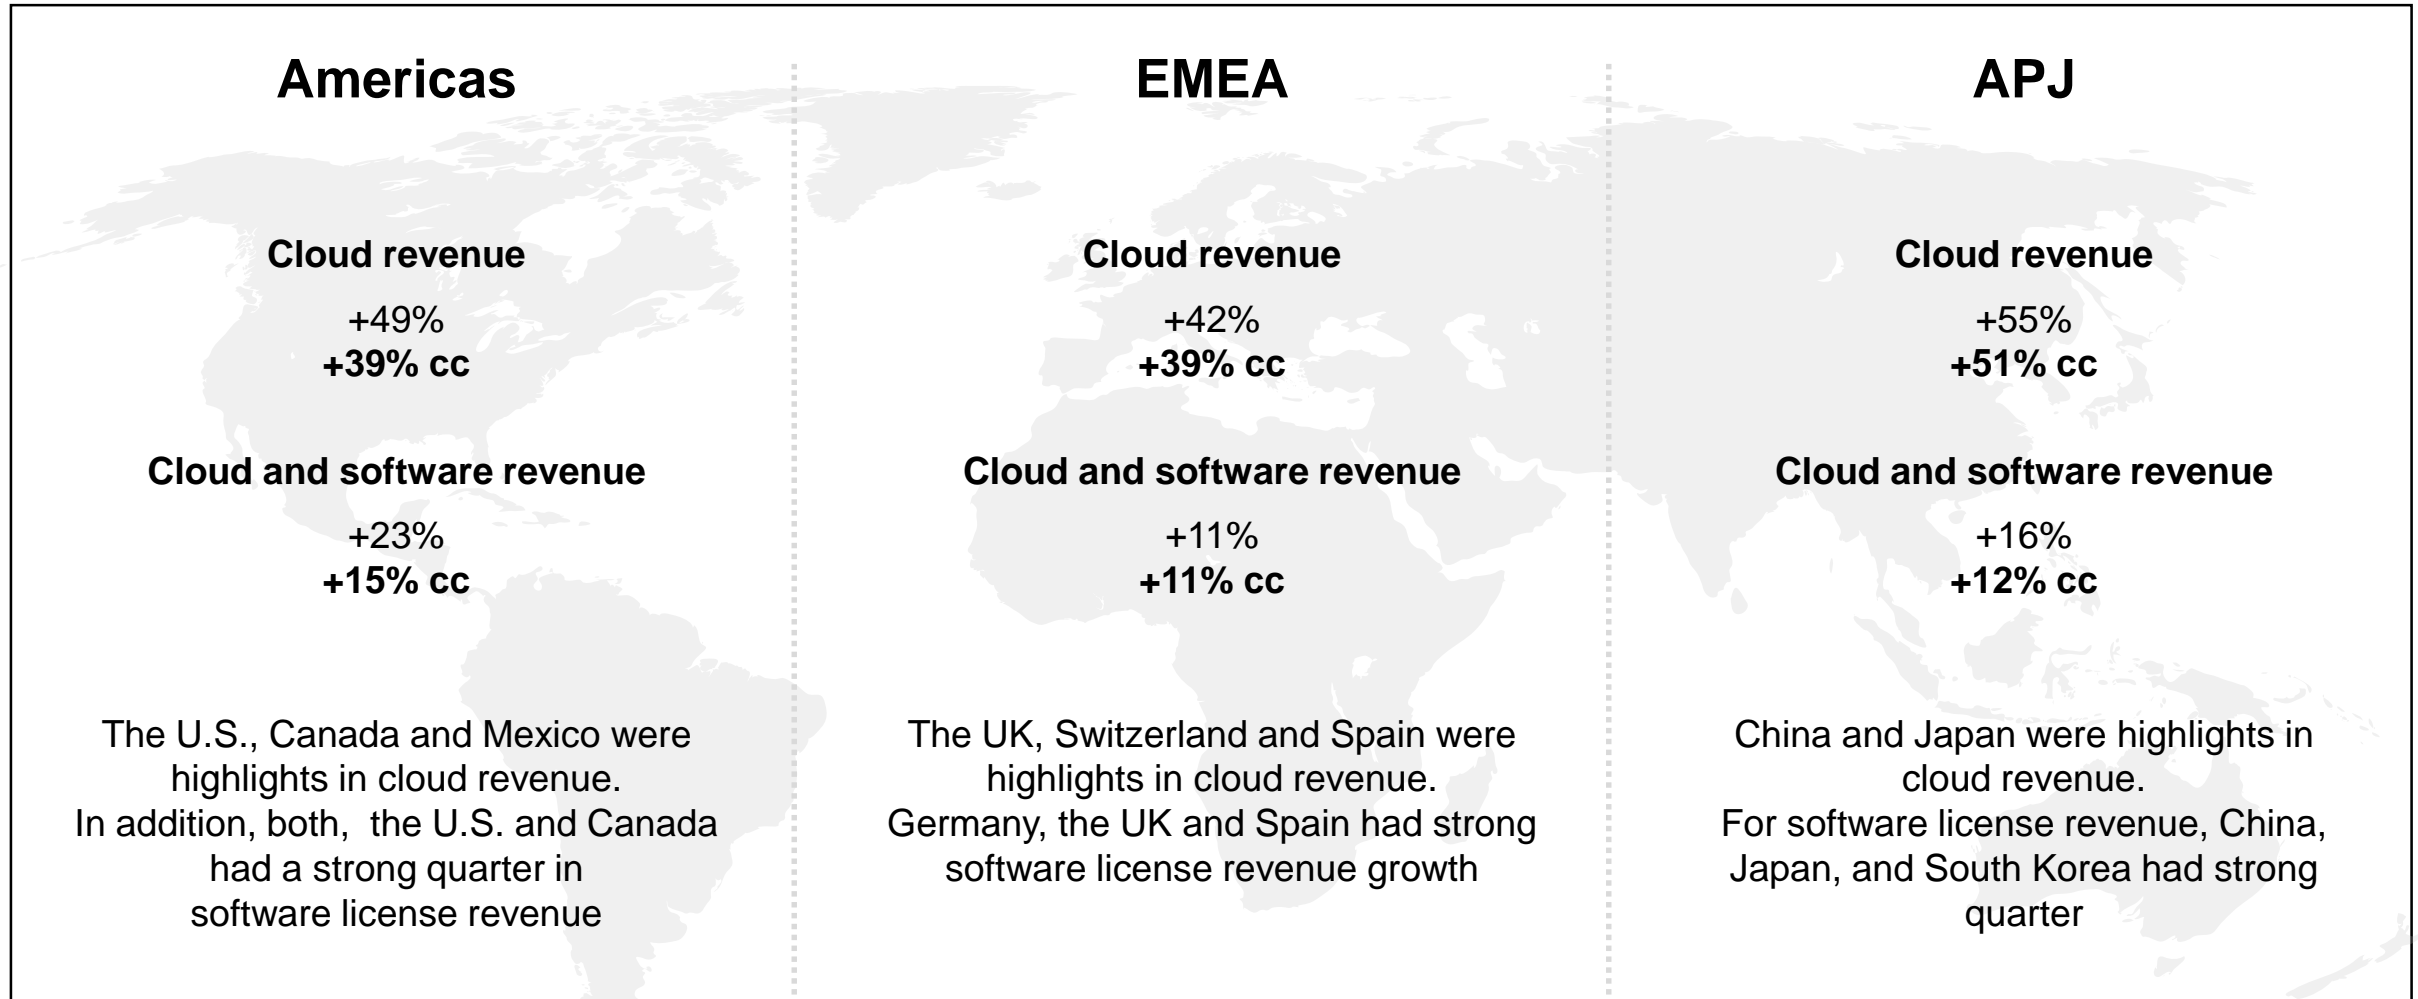 Americas
Cloud revenue
+49%
+39% cc
Cloud and software revenue
+23%
+15% cc
The U.S., Canada and Mexico were
highlights in cloud revenue.
In addition, both,  the U.S. and Canada
had a strong quarter in
software license revenue
EMEA
Cloud revenue
+42%
+39% cc
Cloud and software revenue
+11%
+11% cc
The UK, Switzerland and Spain were
highlights in cloud revenue.
Germany, the UK and Spain had strong
software license revenue growth
APJ
Cloud revenue
+55%
+51% cc
Cloud and software revenue
+16%
+12% cc
China and Japan were highlights in
cloud revenue.
For software license revenue, China,
Japan, and South Korea had strong
quarter